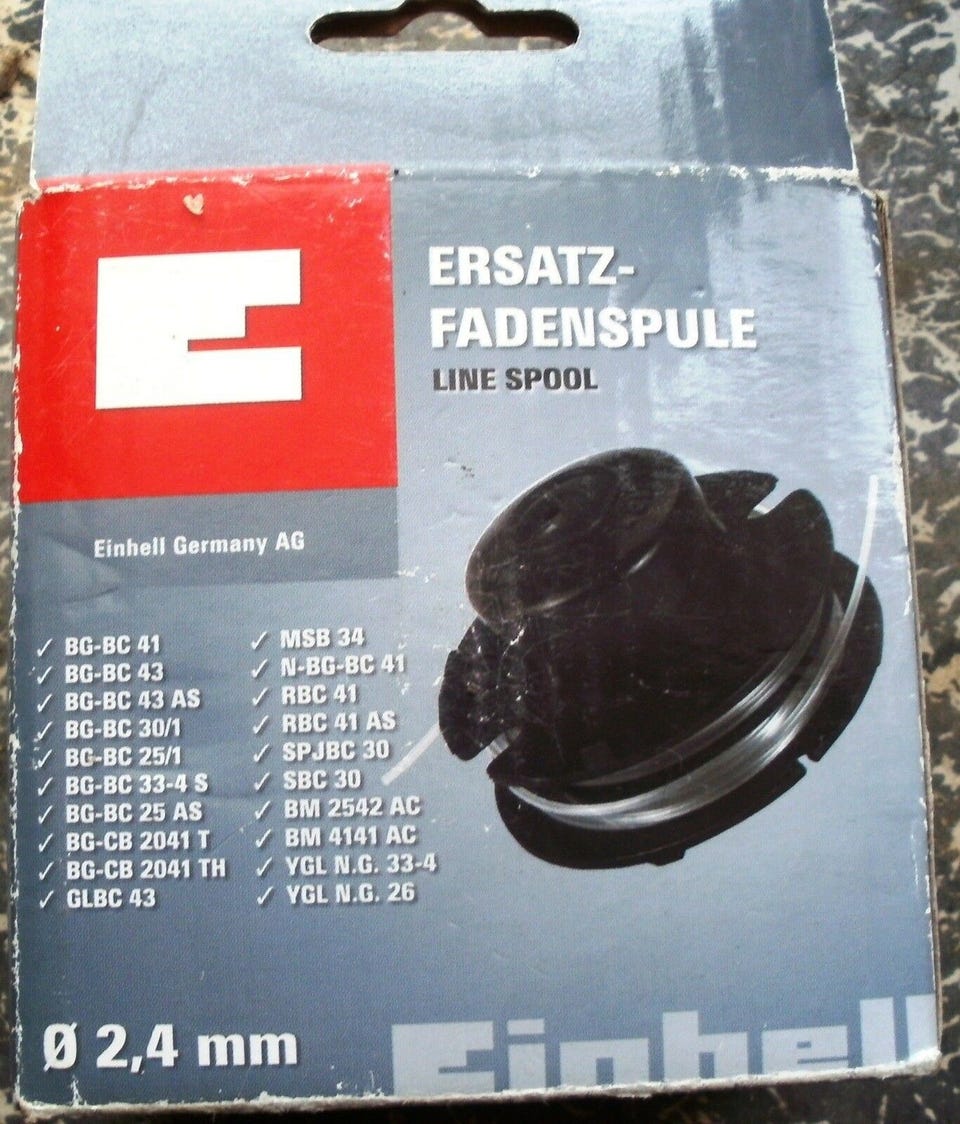 E
ERSATZ-
FADENSPULE
LINE SPOOL
Einhell Germany AG
✓ BG-BC 41
✓ BG-BC 43
✓ BG-BC 43 AS
✓ BG-BC 30/1
✓ BG-BC 25/1
✓ BG-BC 33-4 S
✓ BG-BC 25 AS
✓ BG-CB 2041 T
✓ BG-CB 2041 TH
✓ GLBC 43
✓ MSB 34
✓ N-BG-BC 41
✓ RBC 41
✓ RBC 41 AS
✓ SPJBC 30
✓ SBC 30
✓ BM 2542 AC
✓ BM 4141 AC
✓ YGL N.G. 33-4
✓ YGL N.G. 26
Ø 2,4 mm
Einhell